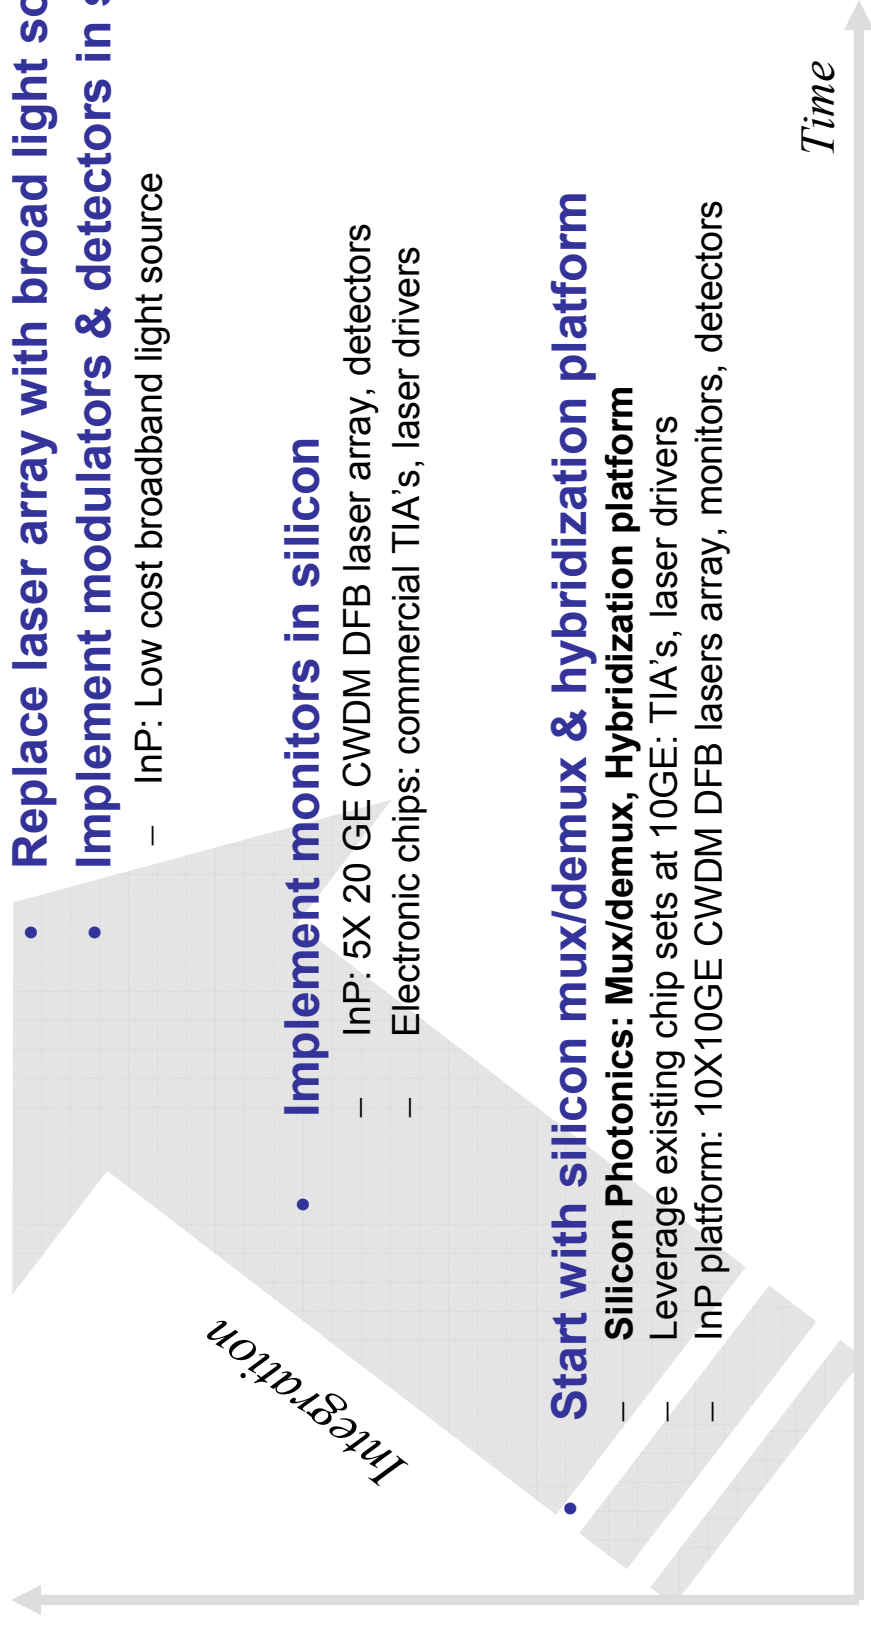 • Replace laser array with broad light
• Implement modulators & detectors in
– InP: Low cost broadband light source
• Implement monitors in silicon
– InP: 5X 20 GE CWDM DFB laser array, detectors
– Electronic chips: commercial TIA's, laser drivers
Integration
• Start with silicon mux/demux & hybridization platform
– Silicon Photonics: Mux/demux, Hybridization platform
– Leverage existing chip sets at 10GE: TIA's, laser drivers
– InP platform: 10X10GE CWDM DFB lasers array, monitors, detectors
Time